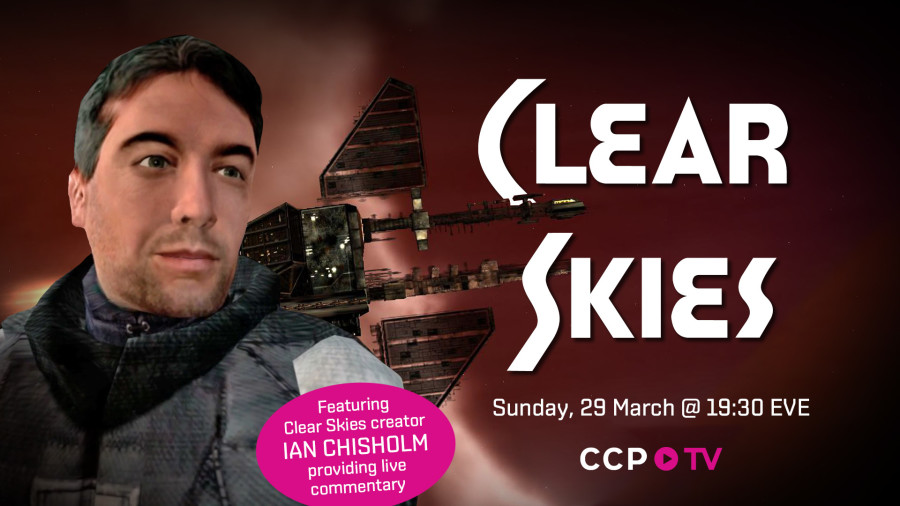 CLEAR
SKIES
Sunday, 29 March @ 19:30 EVE
CCP TV
Featuring
Clear Skies creator
IAN CHISHOLM
providing live
commentary